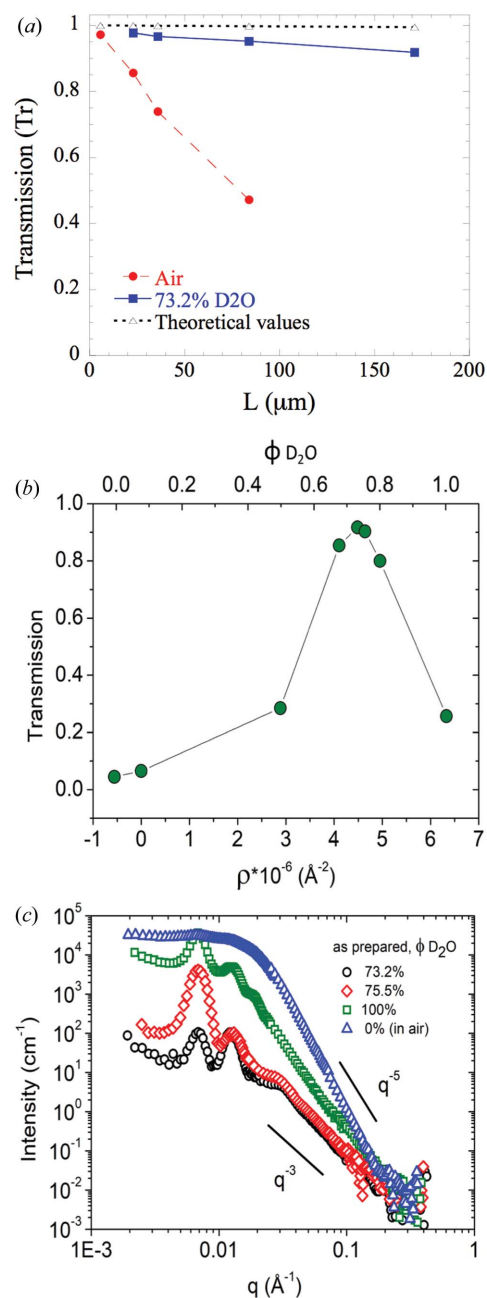 (a)
1
0.8
0.6
0.4
0.2
0
Transmission (Tr)
Air
73.2% D2O
Theoretical values
0 50 100 150 200
L (μm)
(b)
ϕ D₂O
0.0 0.2 0.4 0.6 0.8 1.0
1.0
0.8
0.6
0.4
0.2
0.0
Transmission
-1 0 1 2 3 4 5 6 7
ρ*10⁻⁶ (Å⁻²)
(c)
10⁵
10⁴
10³
10²
10¹
10⁰
10⁻¹
10⁻²
10⁻³
Intensity (cm⁻¹)
as prepared, ϕ D₂O
73.2%
75.5%
100%
0% (in air)
q⁻⁵
q⁻³
1E-3 0.01 0.1 1
q (Å⁻¹)